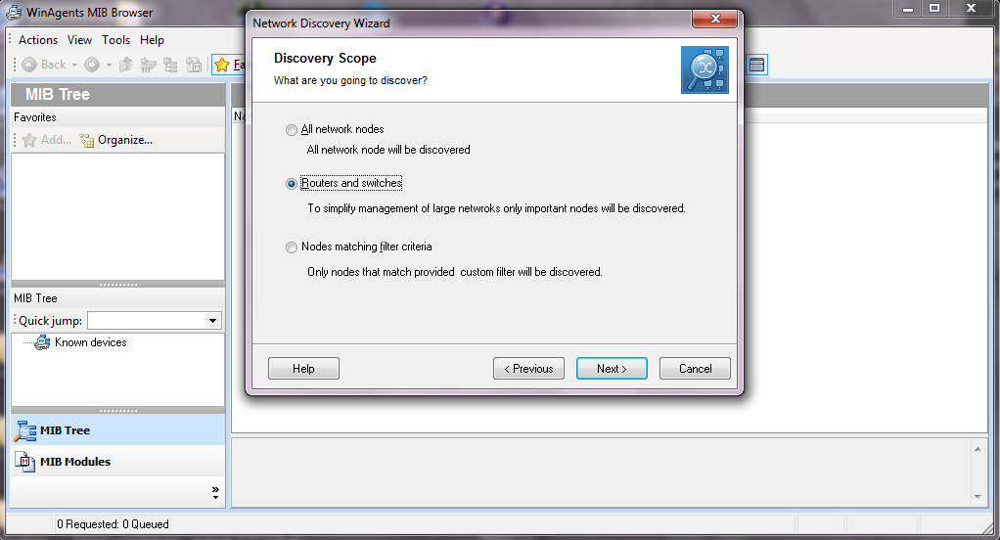 WinAgents MIB Browser
Actions View Tools Help
Back
MIB Tree
Favorites
Add... Organize...
MIB Tree
Quick jump:
Known devices
MIB Tree
MIB Modules
0 Requested: 0 Queued
Network Discovery Wizard
Discovery Scope
What are you going to discover?
All network nodes
All network node will be discovered
Routers and switches
To simplify management of large netwroks only important nodes will be discovered.
Nodes matching filter criteria
Only nodes that match provided custom filter will be discovered.
Help < Previous Next > Cancel